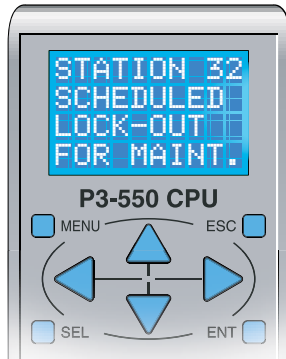 STATION 32
SCHEDULED
LOCK-OUT
FOR MAINT.
P3-550 CPU
MENU ESC
SEL ENT